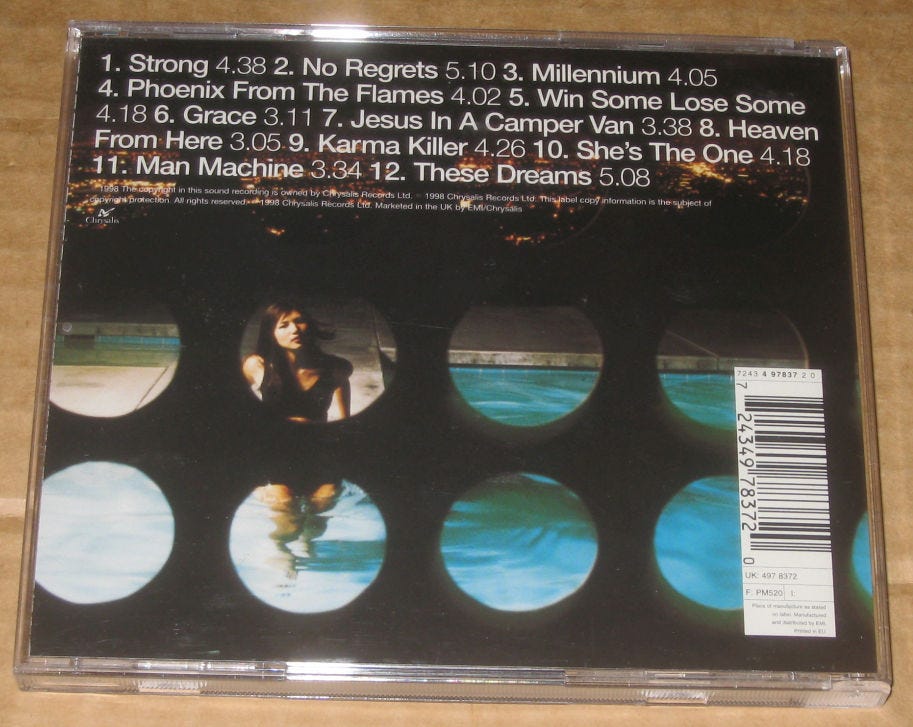 1. Strong 4.38 2. No Regrets 5.10 3. Millennium 4.05
4. Phoenix From The Flames 4.02 5. Win Some Lose Some
4.18 6. Grace 3.11 7. Jesus In A Camper Van 3.38 8. Heaven
From Here 3.05 9. Karma Killer 4.26 10. She's The One 4.18
11. Man Machine 3.34 12. These Dreams 5.08
1998 The copyright in this sound recording is owned by Chrysalis Records Ltd. 1998 Chrysalis Records Ltd. This label copy information is the subject of
copyright protection. All rights reserved. 1998 Chrysalis Records Ltd. Marketed in the UK by EMI/Chrysalis
Chrysalis
7243 4 97837 2 0
7 24349 78372 0
UK: 497 8372
F: PM520 I:
Place of manufacture as stated
on label. Manufactured
and distributed by EMI.
Printed in EU